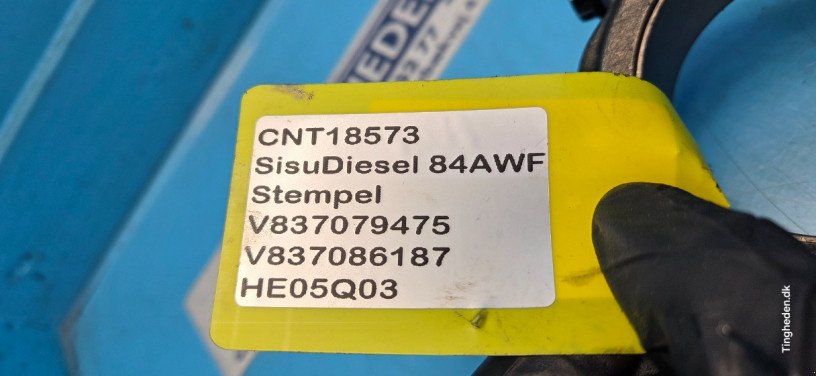 CNT18573
SisuDiesel 84AWF
Stempel
V837079475
V837086187
HE05Q03
Tingheden.dk